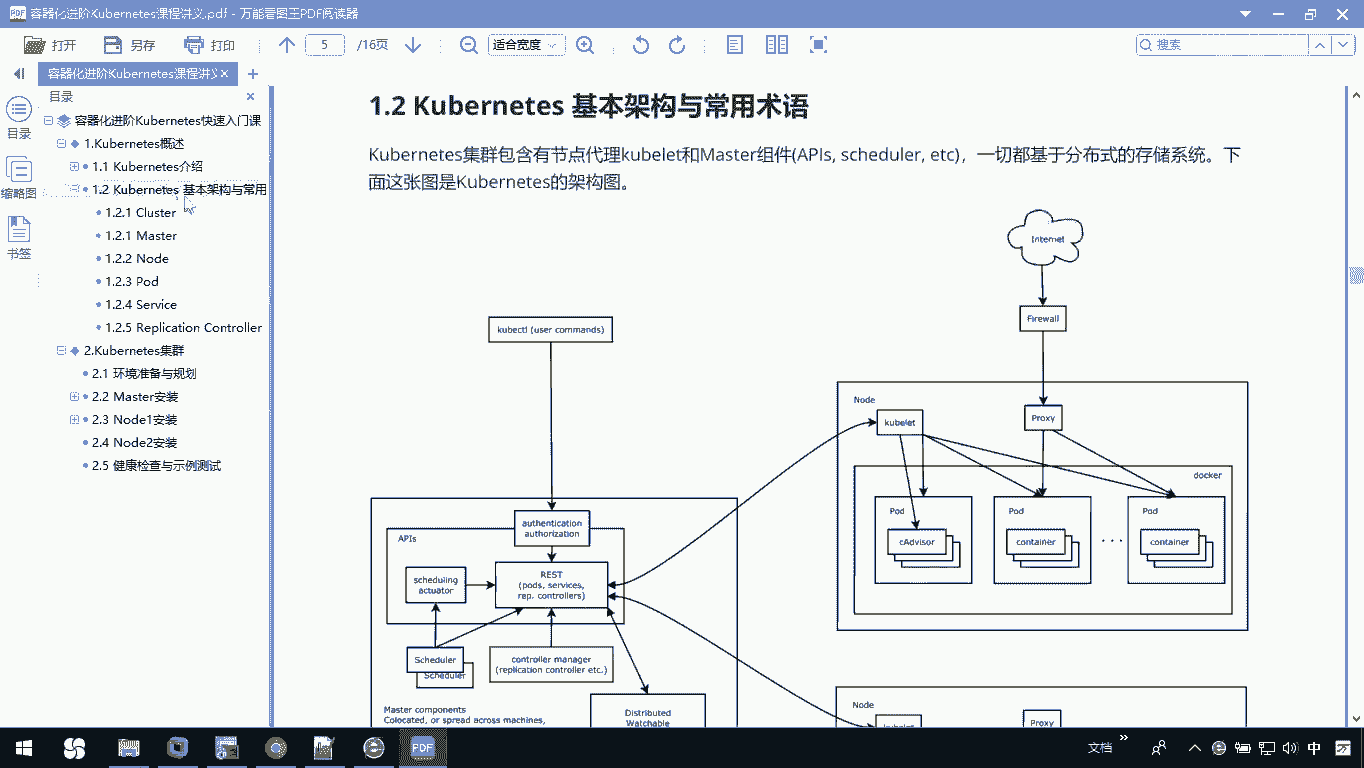 容器化进阶Kubernetes课程讲义.pdf - 万能看图王PDF阅读器
打开
另存
打印
5
/16页
适合宽度
搜索
容器化进阶Kubernetes课程讲义
目录
目录
缩略图
书签
容器化进阶Kubernetes快速入门课
1.Kubernetes概述
1.1 Kubernetes介绍
1.2 Kubernetes 基本架构与常用
1.2.1 Cluster
1.2.1 Master
1.2.2 Node
1.2.3 Pod
1.2.4 Service
1.2.5 Replication Controller
2.Kubernetes集群
2.1 环境准备与规划
2.2 Master安装
2.3 Node1安装
2.4 Node2安装
2.5 健康检查与示例测试
1.2 Kubernetes 基本架构与常用术语
Kubernetes集群包含有节点代理kubelet和Master组件(APIs, scheduler, etc)，一切都基于分布式的存储系统。下
面这张图是Kubernetes的架构图。
Internet
Firewall
kubectl (user commands)
Node
kubelet
Proxy
docker
Pod
cAdvisor
Pod
container
. . .
Pod
container
authentication
authorization
APIs
scheduling
actuator
REST
(pods, services,
rep. controllers)
Scheduler
Scheduler
controller manager
(replication controller etc.)
Master components
Colocated, or spread across machines,
Distributed
Watchable
Node
kubelet
Proxy
PDF
文档
中